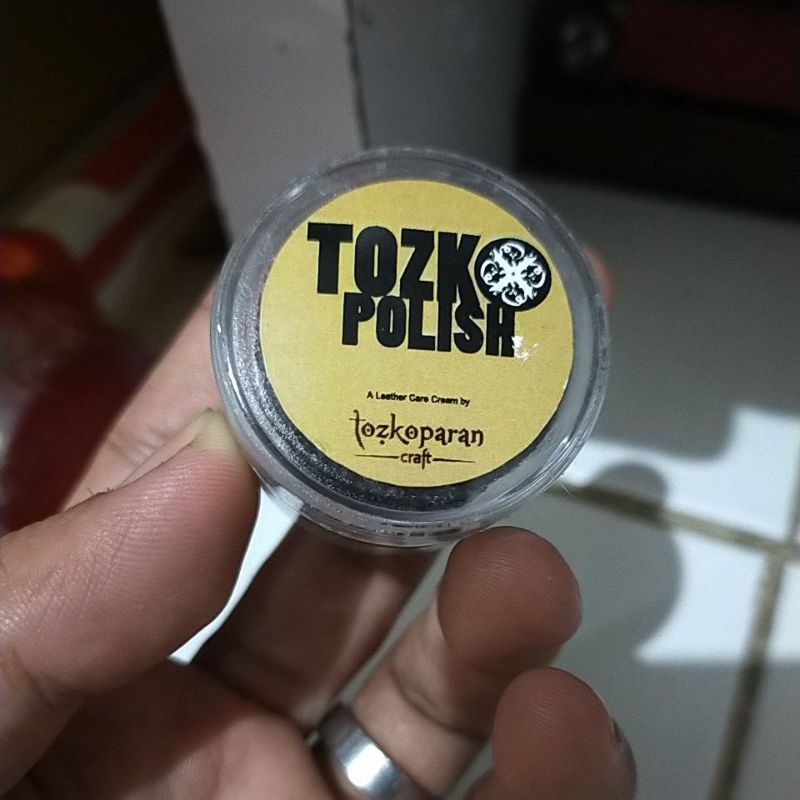 TOZKO
POLISH
A Leather Care Cream by
tozkoparan
craft